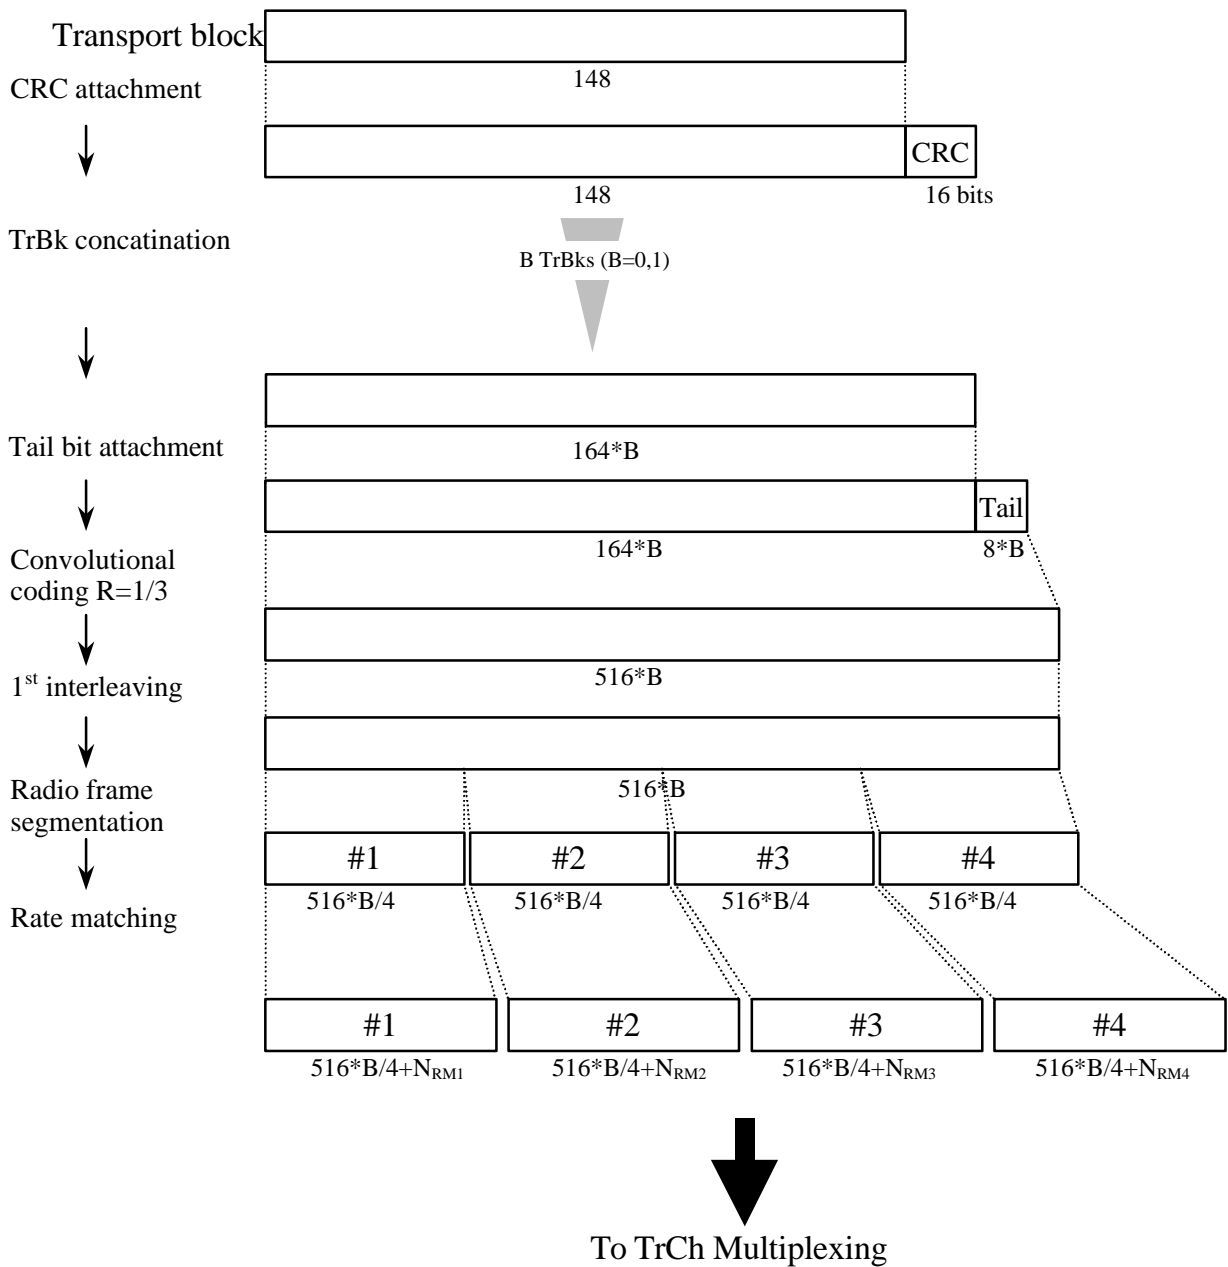 Transport block
148
CRC attachment
CRC
148
16 bits
TrBk concatination
B TrBks (B=0,1)
Tail bit attachment
164*B
Tail
164*B
8*B
Convolutional
coding R=1/3
516*B
1st interleaving
516*B
Radio frame
segmentation
#1 #2 #3 #4
516*B/4 516*B/4 516*B/4 516*B/4
Rate matching
#1 #2 #3 #4
516*B/4+NRM1 516*B/4+NRM2 516*B/4+NRM3 516*B/4+NRM4
To TrCh Multiplexing